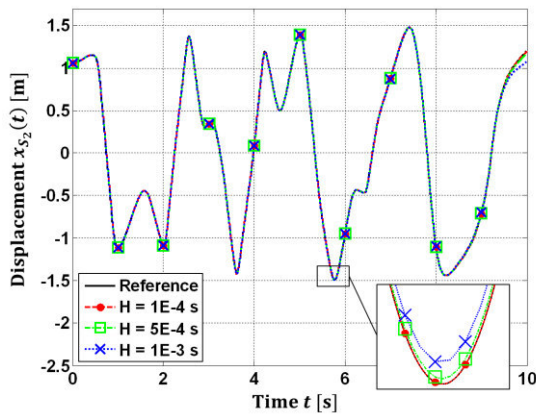 1.5
1
0.5
0
-0.5
-1
-1.5
-2
-2.5
Displacement x_{S_2}(t) [m]
Reference
H = 1E-4 s
H = 5E-4 s
H = 1E-3 s
0 2 4 6 8 10
Time t [s]